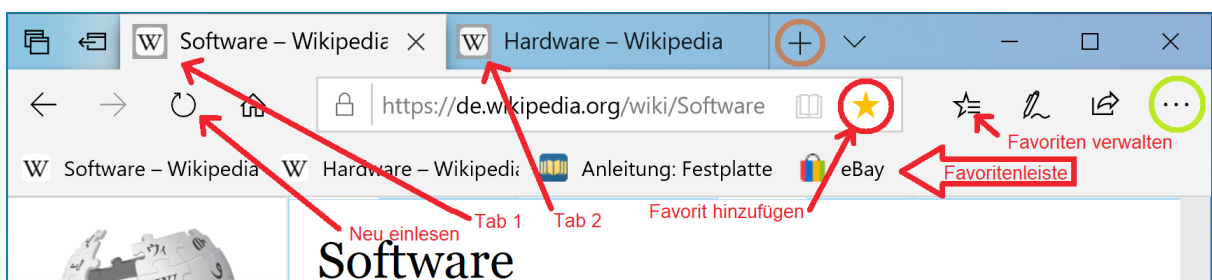 W Software – Wikipedia W Hardware – Wikipedia
https://de.wikipedia.org/wiki/Software
Favoriten verwalten
W Software – Wikipedia W Hardware – Wikipedi Anleitung: Festplatte eBay Favoritenleiste
Neu einlesen Tab 1 Tab 2 Favorit hinzufügen
Software